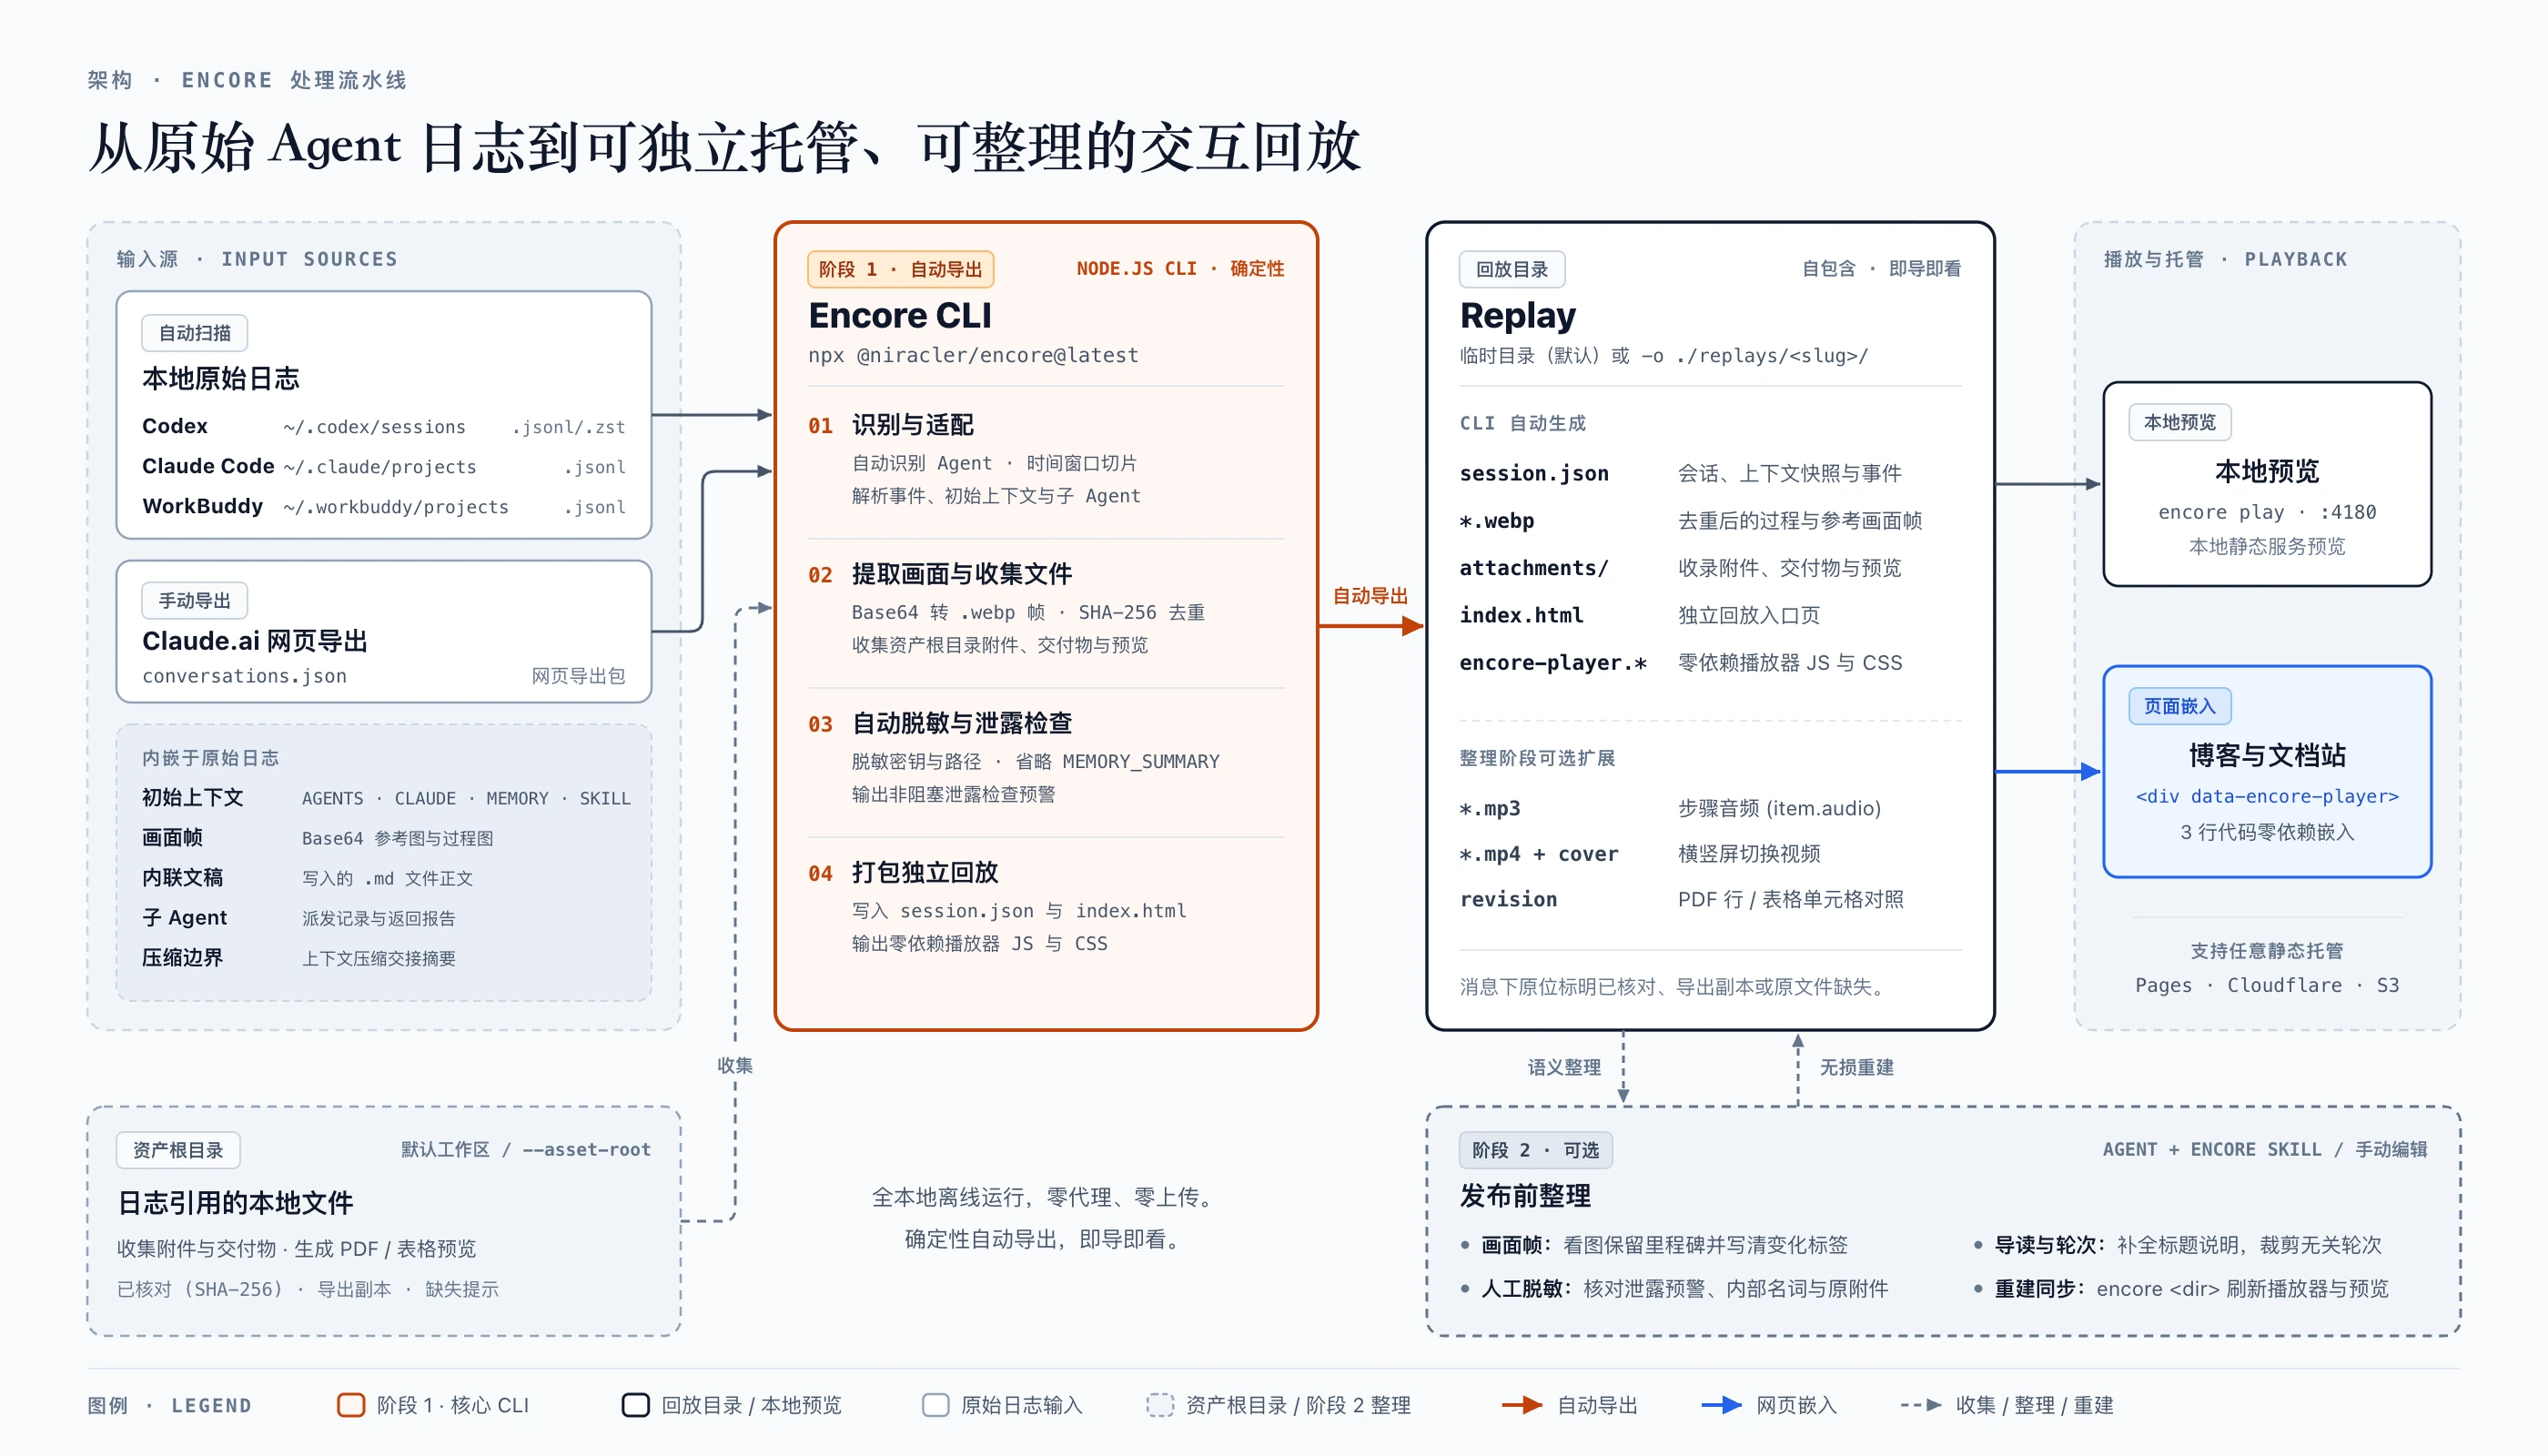 架构 · ENCORE 处理流水线
从原始 Agent 日志到可独立托管、可整理的交互回放
输入源 · INPUT SOURCES
自动扫描
本地原始日志
Codex ~/.codex/sessions .jsonl/.zst
Claude Code ~/.claude/projects .jsonl
WorkBuddy ~/.workbuddy/projects .jsonl
手动导出
Claude.ai 网页导出
conversations.json 网页导出包
内嵌于原始日志
初始上下文 AGENTS · CLAUDE · MEMORY · SKILL
画面帧 Base64 参考图与过程图
内联文稿 写入的 .md 文件正文
子 Agent 派发记录与返回报告
压缩边界 上下文压缩交接摘要
资产根目录 默认工作区 / --asset-root
日志引用的本地文件
收集附件与交付物 · 生成 PDF / 表格预览
已核对 (SHA-256) · 导出副本 · 缺失提示
收集
阶段 1 · 自动导出 NODE.JS CLI · 确定性
Encore CLI
npx @niracler/encore@latest
01 识别与适配
自动识别 Agent · 时间窗口切片
解析事件、初始上下文与子 Agent
02 提取画面与收集文件
Base64 转 .webp 帧 · SHA-256 去重
收集资产根目录附件、交付物与预览
03 自动脱敏与泄露检查
脱敏密钥与路径 · 省略 MEMORY_SUMMARY
输出非阻塞泄露检查预警
04 打包独立回放
写入 session.json 与 index.html
输出零依赖播放器 JS 与 CSS
全本地离线运行，零代理、零上传。
确定性自动导出，即导即看。
自动导出
回放目录 自包含 · 即导即看
Replay
临时目录（默认）或 -o ./replays/<slug>/
CLI 自动生成
session.json 会话、上下文快照与事件
*.webp 去重后的过程与参考画面帧
attachments/ 收录附件、交付物与预览
index.html 独立回放入口页
encore-player.* 零依赖播放器 JS 与 CSS
整理阶段可选扩展
*.mp3 步骤音频 (item.audio)
*.mp4 + cover 横竖屏切换视频
revision PDF 行 / 表格单元格对照
消息下原位标明已核对、导出副本或原文件缺失。
语义整理
无损重建
阶段 2 · 可选 AGENT + ENCORE SKILL / 手动编辑
发布前整理
• 画面帧：看图保留里程碑并写清变化标签
• 导读与轮次：补全标题说明，裁剪无关轮次
• 人工脱敏：核对泄露预警、内部名词与原附件
• 重建同步：encore <dir> 刷新播放器与预览
播放与托管 · PLAYBACK
本地预览
本地预览
encore play · :4180
本地静态服务预览
页面嵌入
博客与文档站
<div data-encore-player>
3 行代码零依赖嵌入
支持任意静态托管
Pages · Cloudflare · S3
图例 · LEGEND
阶段 1 · 核心 CLI
回放目录 / 本地预览
原始日志输入
资产根目录 / 阶段 2 整理
自动导出
网页嵌入
收集 / 整理 / 重建